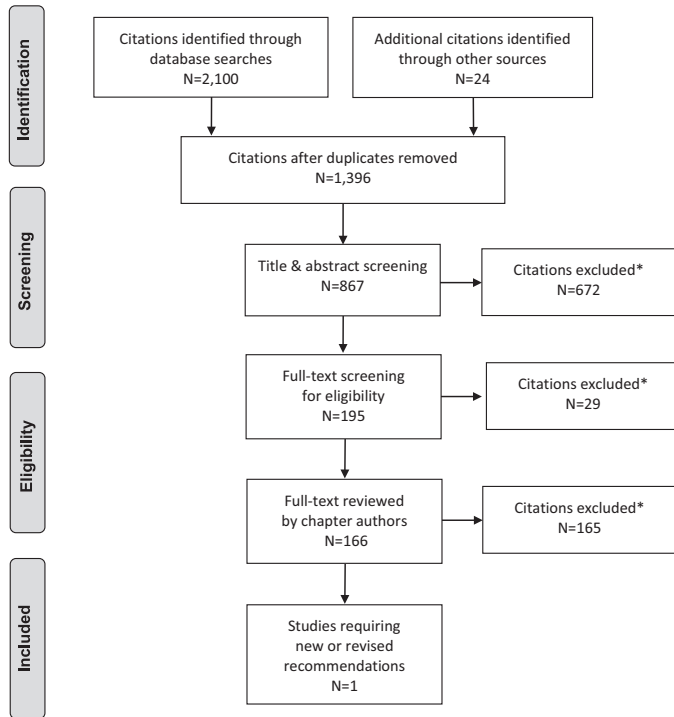 Identification
Citations identified through
database searches
N=2,100
Additional citations identified
through other sources
N=24
Citations after duplicates removed
N=1,396
Screening
Title & abstract screening
N=867
Citations excluded*
N=672
Eligibility
Full-text screening
for eligibility
N=195
Citations excluded*
N=29
Full-text reviewed
by chapter authors
N=166
Citations excluded*
N=165
Included
Studies requiring
new or revised
recommendations
N=1